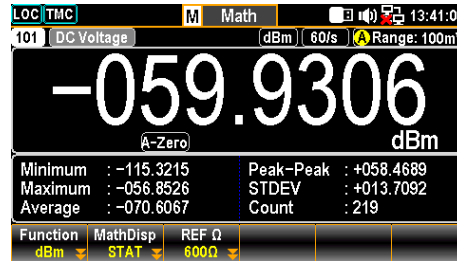 LOC TMC M Math 13:41:0
101 DC Voltage dBm 60/s A Range: 100m
-059.9306
A-Zero dBm
Minimum : -115.3215 Peak-Peak : +058.4689
Maximum : -056.8526 STDEV : +013.7092
Average : -070.6067 Count : 219
Function MathDisp REF Ω
dBm STAT 600Ω